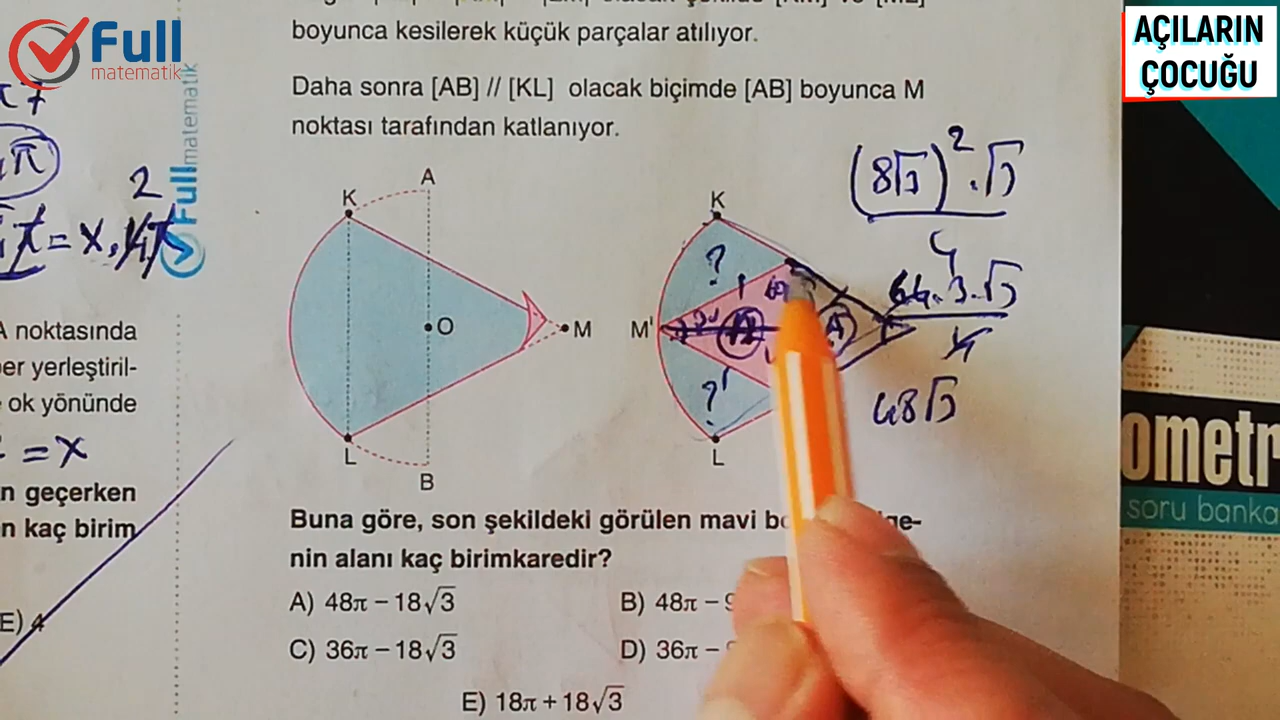 Full
matematik
AÇILARIN
ÇOCUĞU
boyunca kesilerek küçük parçalar atılıyor.
Daha sonra [AB] // [KL] olacak biçimde [AB] boyunca M
noktası tarafından katlanıyor.
Full matematik
π
2
= x.
A
K
O
M
L
B
K
M'
?
?
L
(8√3)². √3
4
64.3.√3
4
48√3
A noktasında
yerleştiril-
ok yönünde
= x
geçerken
kaç birim
E) 4
Buna göre, son şekildeki görülen mavi
nin alanı kaç birimkaredir?
A) 48π – 18√3
B) 48π –
C) 36π – 18√3
D) 36π –
E) 18π + 18√3
ometr
soru banka